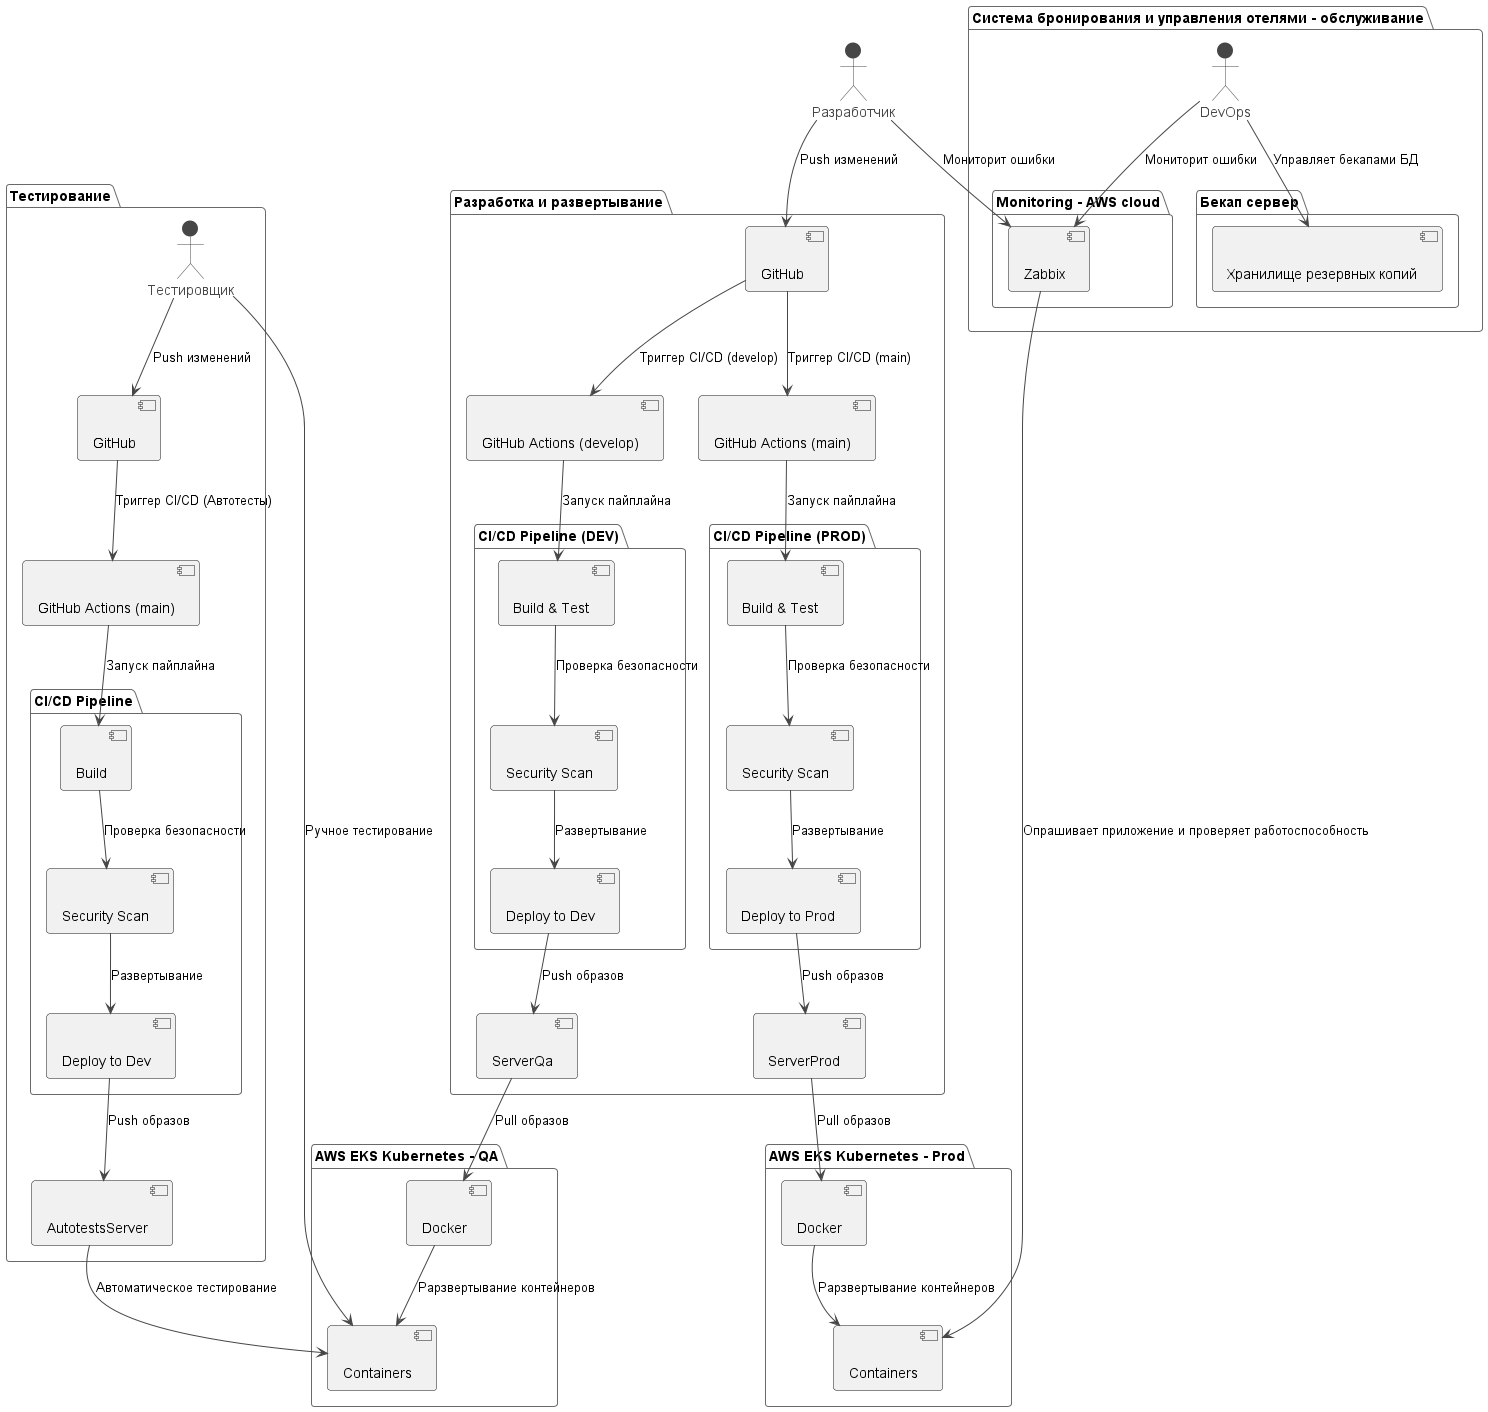 Система бронирования и управления отелями - обслуживание
Разработчик
DevOps
Push изменений
Мониторит ошибки
Мониторит ошибки
Управляет бекапами БД
Тестирование
Разработка и развертывание
Monitoring - AWS cloud
Бекап сервер
GitHub
Zabbix
Хранилище резервных копий
Тестировщик
Push изменений
Триггер CI/CD (develop)
Триггер CI/CD (main)
GitHub
GitHub Actions (develop)
GitHub Actions (main)
Триггер CI/CD (Автотесты)
Запуск пайплайна
Запуск пайплайна
CI/CD Pipeline (DEV)
CI/CD Pipeline (PROD)
GitHub Actions (main)
Build & Test
Build & Test
Запуск пайплайна
Проверка безопасности
Проверка безопасности
CI/CD Pipeline
Build
Security Scan
Security Scan
Проверка безопасности
Ручное тестирование
Развертывание
Развертывание
Опрашивает приложение и проверяет работоспособность
Security Scan
Deploy to Dev
Deploy to Prod
Развертывание
Push образов
Push образов
Deploy to Dev
ServerQa
ServerProd
Push образов
Pull образов
Pull образов
AWS EKS Kubernetes - QA
AWS EKS Kubernetes - Prod
AutotestsServer
Docker
Docker
Автоматическое тестирование
Рарзвертывание контейнеров
Рарзвертывание контейнеров
Containers
Containers